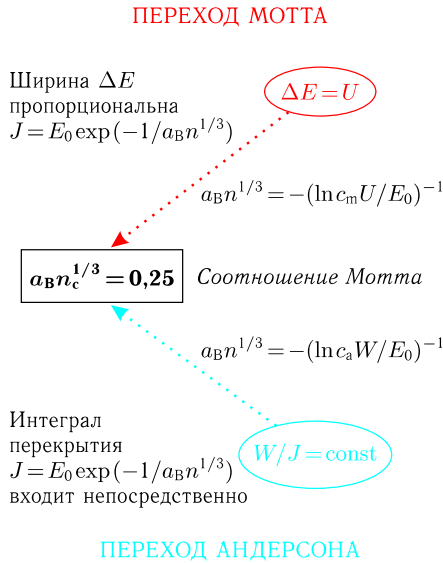 ПЕРЕХОД МОТТА
Ширина ΔE
пропорциональна
J = E₀ exp(−1/a_B n^{1/3})
ΔE = U
a_B n^{1/3} = −(ln c_m U/E₀)^{−1}
a_B n_c^{1/3} = 0,25
Соотношение Мотта
a_B n^{1/3} = −(ln c_a W/E₀)^{−1}
Интеграл
перекрытия
J = E₀ exp(−1/a_B n^{1/3})
входит непосредственно
W/J = const
ПЕРЕХОД АНДЕРСОНА